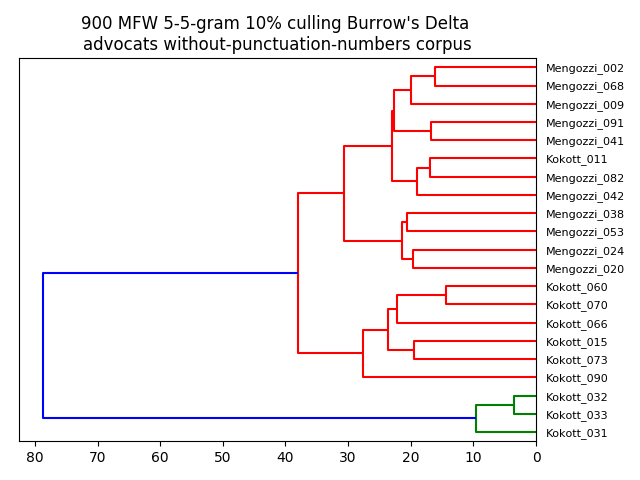 900 MFW 5-5-gram 10% culling Burrow's Delta
advocats without-punctuation-numbers corpus
Mengozzi_002
Mengozzi_068
Mengozzi_009
Mengozzi_091
Mengozzi_041
Kokott_011
Mengozzi_082
Mengozzi_042
Mengozzi_038
Mengozzi_053
Mengozzi_024
Mengozzi_020
Kokott_060
Kokott_070
Kokott_066
Kokott_015
Kokott_073
Kokott_090
Kokott_032
Kokott_033
Kokott_031
80 70 60 50 40 30 20 10 0